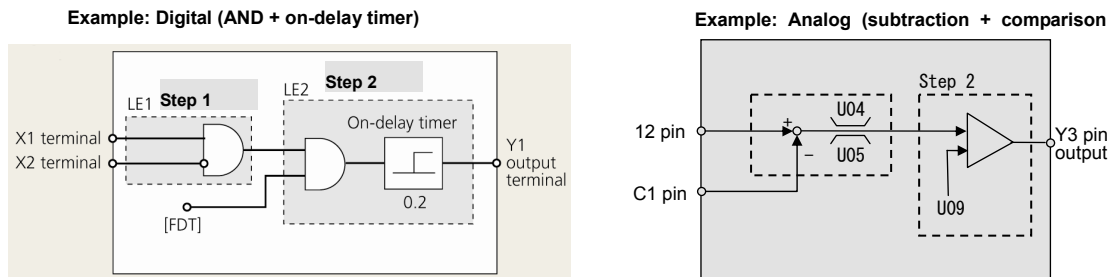 Example: Digital (AND + on-delay timer)
LE1
Step 1
LE2
Step 2
X1 terminal
X2 terminal
On-delay timer
0.2
[FDT]
Y1
output
terminal
Example: Analog (subtraction + comparison
Step 2
12 pin
C1 pin
+
−
U04
U05
U09
Y3 pin
output